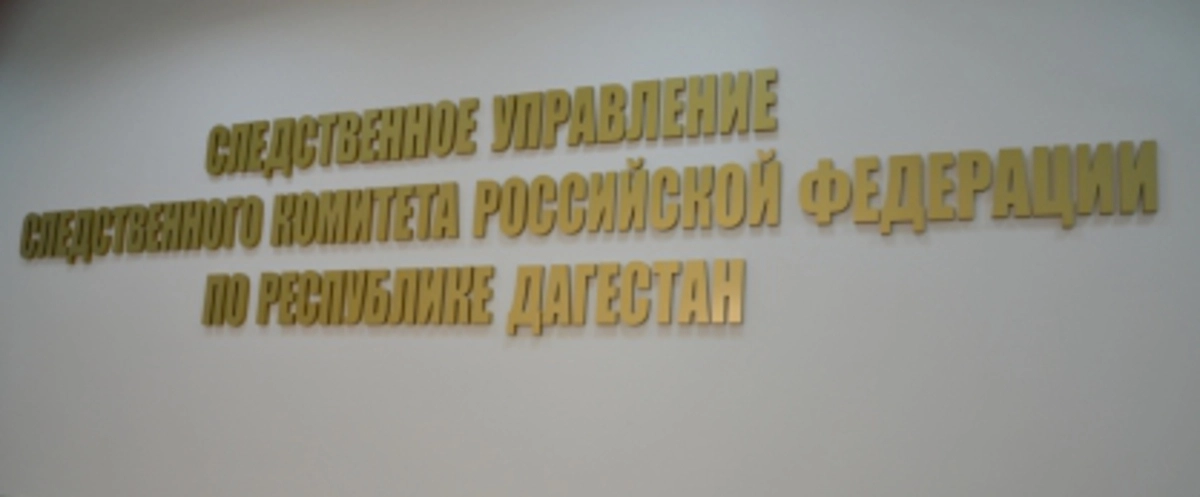 СЛЕДСТВЕННОЕ УПРАВЛЕНИЕ
СЛЕДСТВЕННОГО КОМИТЕТА РОССИЙСКОЙ ФЕДЕРАЦИИ
ПО РЕСПУБЛИКЕ ДАГЕСТАН